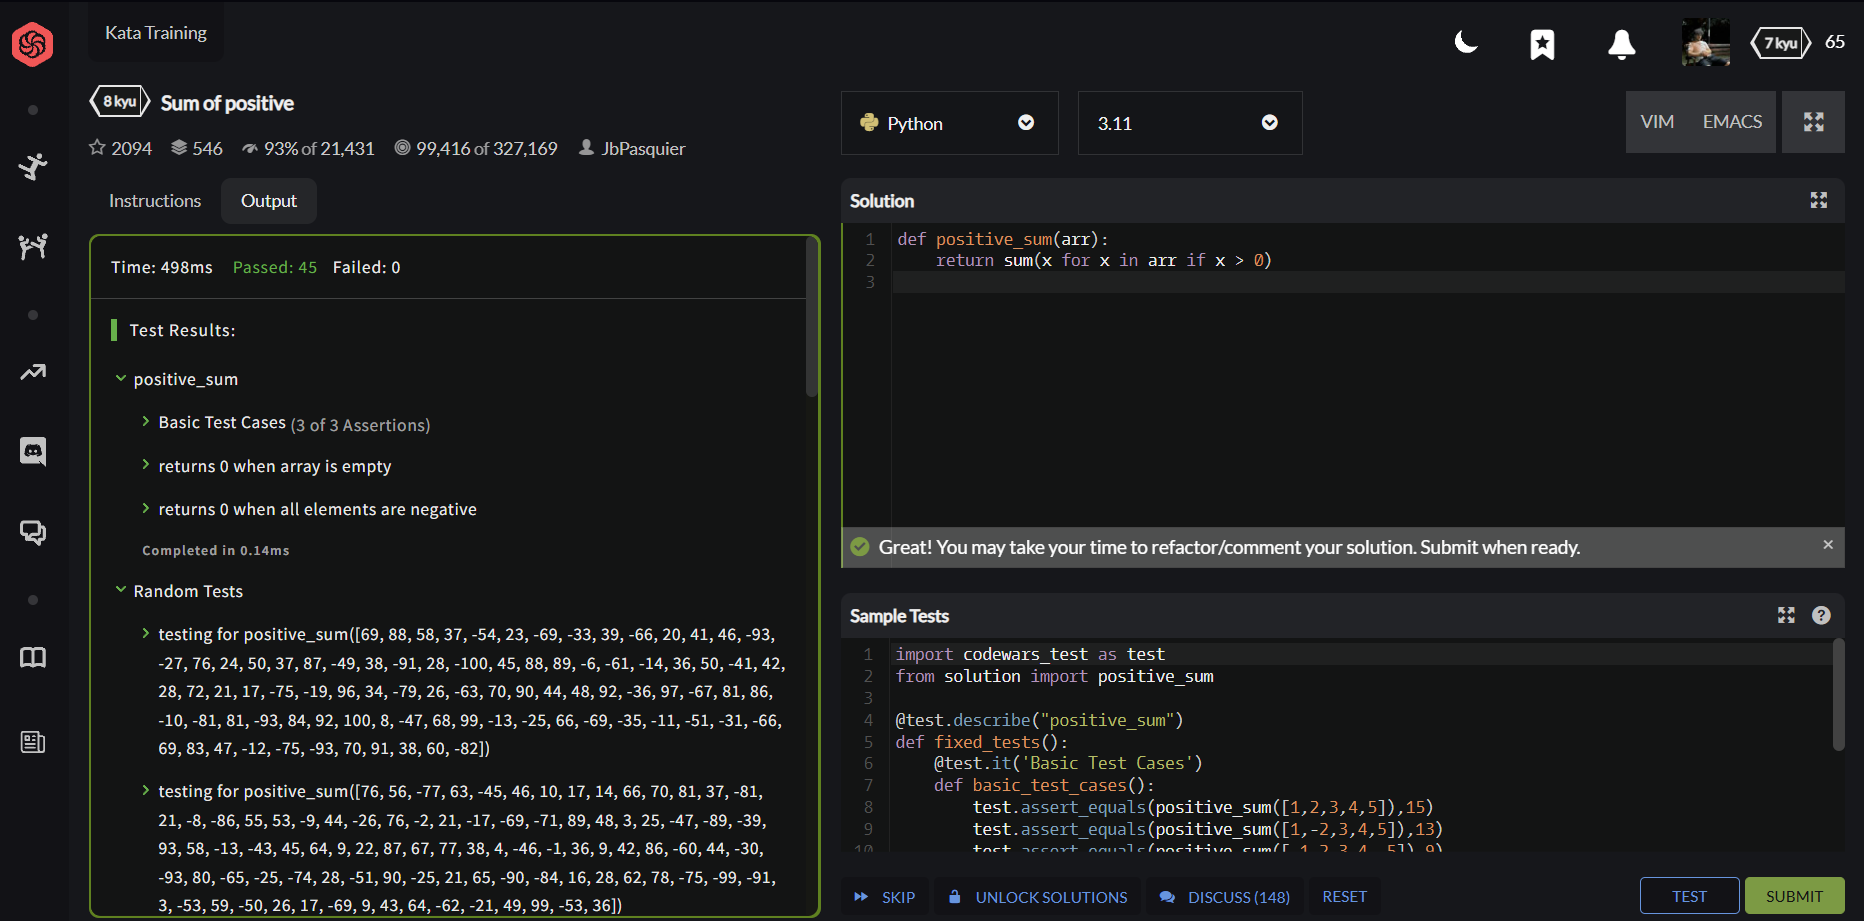 Kata Training
7 kyu
65
8 kyu
Sum of positive
2094
546
93% of 21,431
99,416 of 327,169
JbPasquier
Python
3.11
VIM
EMACS
Instructions
Output
Time: 498ms Passed: 45 Failed: 0
Test Results:
positive_sum
Basic Test Cases (3 of 3 Assertions)
returns 0 when array is empty
returns 0 when all elements are negative
Completed in 0.14ms
Random Tests
testing for positive_sum([69, 88, 58, 37, -54, 23, -69, -33, 39, -66, 20, 41, 46, -93,
-27, 76, 24, 50, 37, 87, -49, 38, -91, 28, -100, 45, 88, 89, -6, -61, -14, 36, 50, -41, 42,
28, 72, 21, 17, -75, -19, 96, 34, -79, 26, -63, 70, 90, 44, 48, 92, -36, 97, -67, 81, 86,
-10, -81, 81, -93, 84, 92, 100, 8, -47, 68, 99, -13, -25, 66, -69, -35, -11, -51, -31, -66,
69, 83, 47, -12, -75, -93, 70, 91, 38, 60, -82])
testing for positive_sum([76, 56, -77, 63, -45, 46, 10, 17, 14, 66, 70, 81, 37, -81,
21, -8, -86, 55, 53, -9, 44, -26, 76, -2, 21, -17, -69, -71, 89, 48, 3, 25, -47, -89, -39,
93, 58, -13, -43, 45, 64, 9, 22, 87, 67, 77, 38, 4, -46, -1, 36, 9, 42, 86, -60, 44, -30,
-93, 80, -65, -25, -74, 28, -51, 90, -25, 21, 65, -90, -84, 16, 28, 62, 78, -75, -99, -91,
3, -53, 59, -50, 26, 17, -69, 9, 43, 64, -62, -21, 49, 99, -53, 36])
Solution
1 def positive_sum(arr):
2     return sum(x for x in arr if x > 0)
3
Great! You may take your time to refactor/comment your solution. Submit when ready.
Sample Tests
1 import codewars_test as test
2 from solution import positive_sum
3
4 @test.describe("positive_sum")
5 def fixed_tests():
6     @test.it('Basic Test Cases')
7     def basic_test_cases():
8         test.assert_equals(positive_sum([1,2,3,4,5]),15)
9         test.assert_equals(positive_sum([1,-2,3,4,5]),13)
10         test.assert_equals(positive_sum([-1,2,3,4,-5]),9)
SKIP
UNLOCK SOLUTIONS
DISCUSS (148)
RESET
TEST
SUBMIT